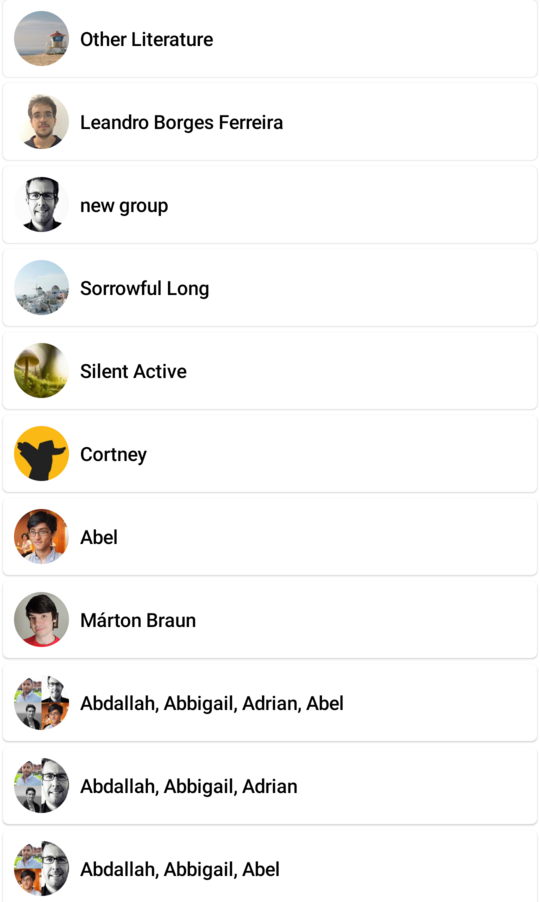 Other Literature
Leandro Borges Ferreira
new group
Sorrowful Long
Silent Active
Cortney
Abel
Márton Braun
Abdallah, Abbigail, Adrian, Abel
Abdallah, Abbigail, Adrian
Abdallah, Abbigail, Abel